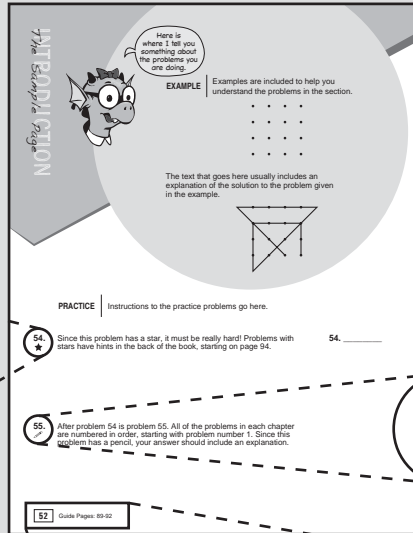 INTRODUCTION
The Sample Page
Here is
where I tell you
something about
the problems you
are doing.
EXAMPLE
Examples are included to help you
understand the problems in the section.
The text that goes here usually includes an
explanation of the solution to the problem given
in the example.
PRACTICE
Instructions to the practice problems go here.
54.
Since this problem has a star, it must be really hard! Problems with
stars have hints in the back of the book, starting on page 94.
54. ________
55.
After problem 54 is problem 55. All of the problems in each chapter
are numbered in order, starting with problem number 1. Since this
problem has a pencil, your answer should include an explanation.
52
Guide Pages: 89-92